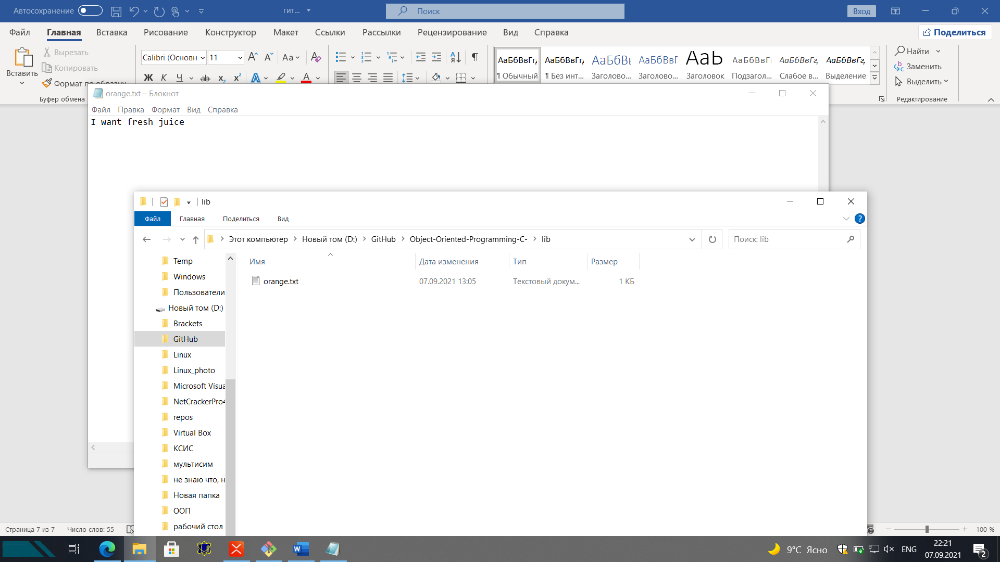 Автосохранение
гит...
Поиск
Вход
Файл Главная Вставка Рисование Конструктор Макет Ссылки Рассылки Рецензирование Вид Справка
Поделиться
Вставить
Вырезать
Копировать
Формат по образцу
Буфер обмена
Calibri (Основн 11
Ж К Ч
АаБбВвГг, АаБбВвГг, АаБбВв АаБбВвГ АаЬ АаБбВвГг АаБбВвГг, АаБбВвГг,
¶ Обычный ¶ Без инт... Заголово... Заголово... Заголовок Подзагол... Слабое в... Выделение
Найти
Заменить
Выделить
Редактирование
orange.txt – Блокнот
Файл Правка Формат Вид Справка
I want fresh juice
lib
Файл Главная Поделиться Вид
Этот компьютер Новый том (D:) GitHub Object-Oriented-Programming-C- lib
Поиск: lib
Имя Дата изменения Тип Размер
orange.txt 07.09.2021 13:05 Текстовый докум... 1 КБ
Temp
Windows
Пользователи
Новый том (D:)
Brackets
GitHub
Linux
Linux_photo
Microsoft Visua
NetCrackerPro4
repos
Virtual Box
КСИС
мультисим
не знаю что, н
Новая папка
ООП
рабочий стол
Страница 7 из 7 Число слов: 55
100 %
9°C Ясно
ENG
22:21
07.09.2021
2